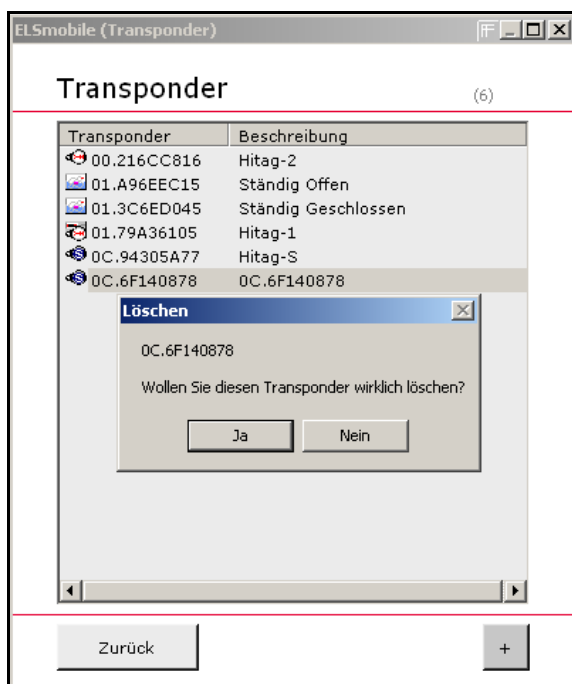 ELSmobile (Transponder)
Transponder
(6)
Transponder Beschreibung
00.216CC816 Hitag-2
01.A96EEC15 Ständig Offen
01.3C6ED045 Ständig Geschlossen
01.79A36105 Hitag-1
0C.94305A77 Hitag-S
0C.6F140878 0C.6F140878
Löschen
0C.6F140878
Wollen Sie diesen Transponder wirklich löschen?
Ja Nein
Zurück +